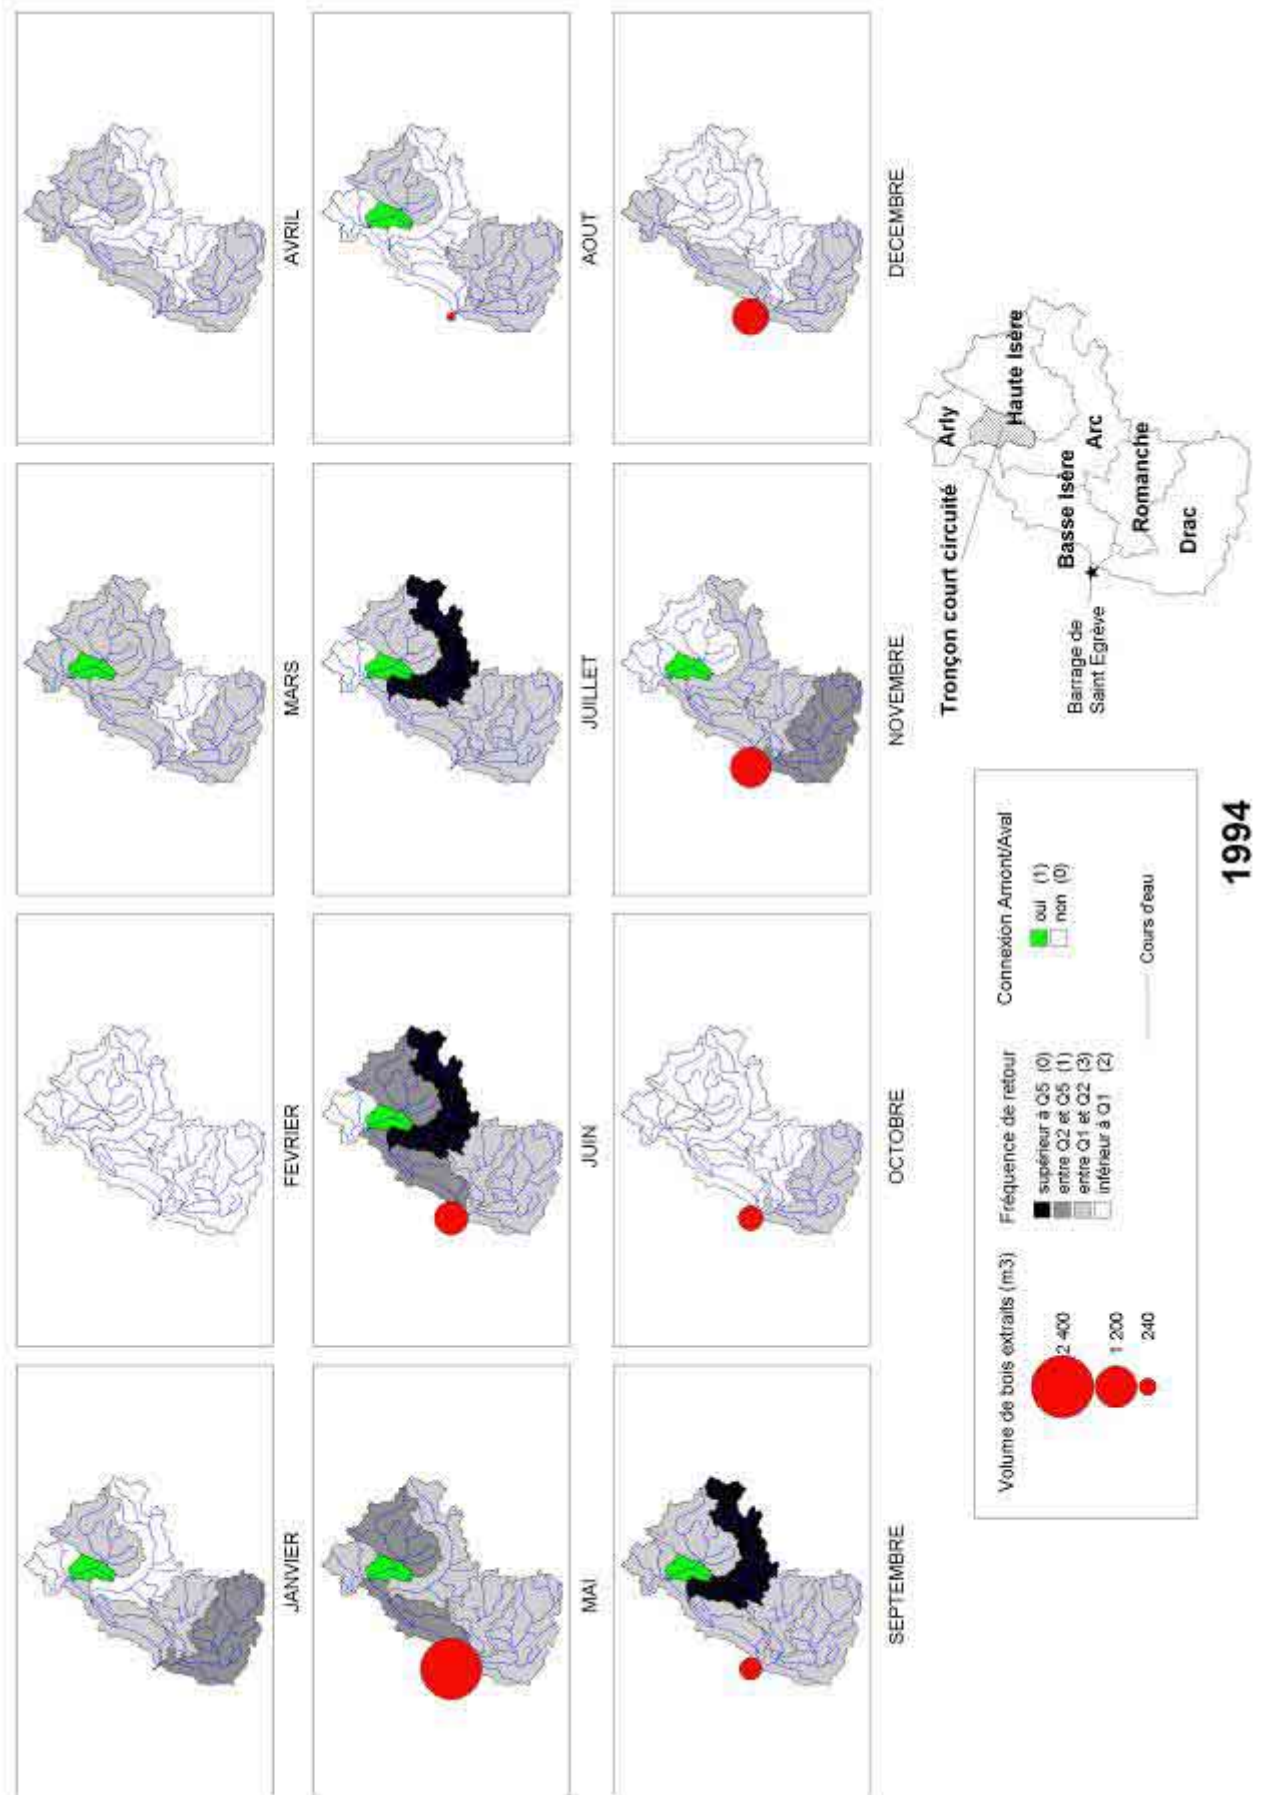 JANVIER
FEVRIER
MARS
AVRIL
MAI
JUIN
JUILLET
AOUT
SEPTEMBRE
OCTOBRE
NOVEMBRE
DECEMBRE
Volume de bois extraits (m3)
2 400
1 200
240
Fréquence de retour
supérieur à Q5 (0)
entre Q2 et Q5 (1)
entre Q1 et Q2 (3)
inférieur à Q1 (2)
Connexion Amont/Aval
oui (1)
non (0)
Cours d'eau
Tronçon court circuité
Arly
Haute Isère
Basse Isère
Arc
Barrage de
Saint Egrève
Romanche
Drac
1994